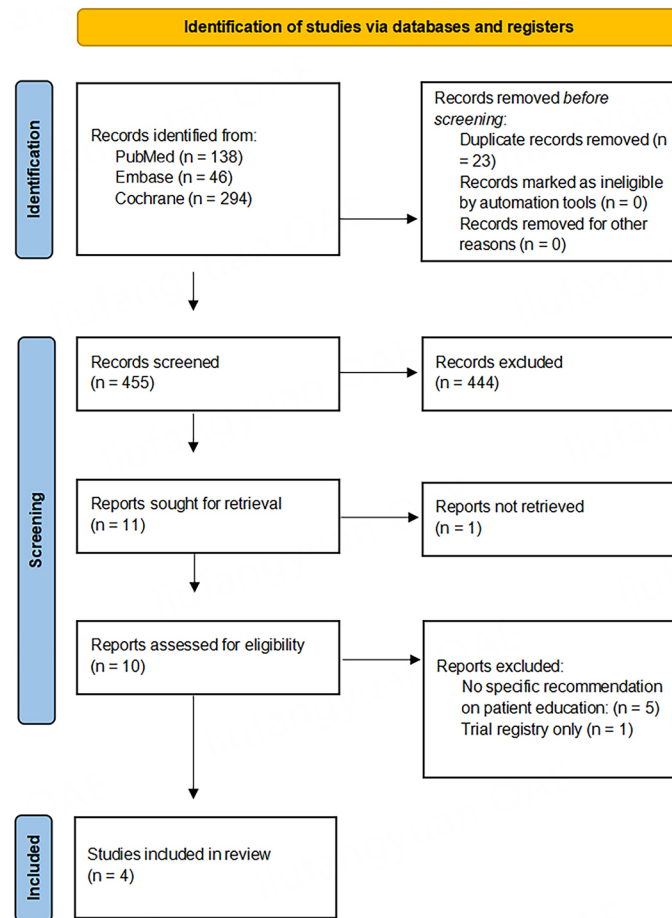 Identification of studies via databases and registers
Identification
Records identified from:
PubMed (n = 138)
Embase (n = 46)
Cochrane (n = 294)
Records removed before
screening:
Duplicate records removed (n
= 23)
Records marked as ineligible
by automation tools (n = 0)
Records removed for other
reasons (n = 0)
Screening
Records screened
(n = 455)
Records excluded
(n = 444)
Reports sought for retrieval
(n = 11)
Reports not retrieved
(n = 1)
Reports assessed for eligibility
(n = 10)
Reports excluded:
No specific recommendation
on patient education: (n = 5)
Trial registry only (n = 1)
Included
Studies included in review
(n = 4)